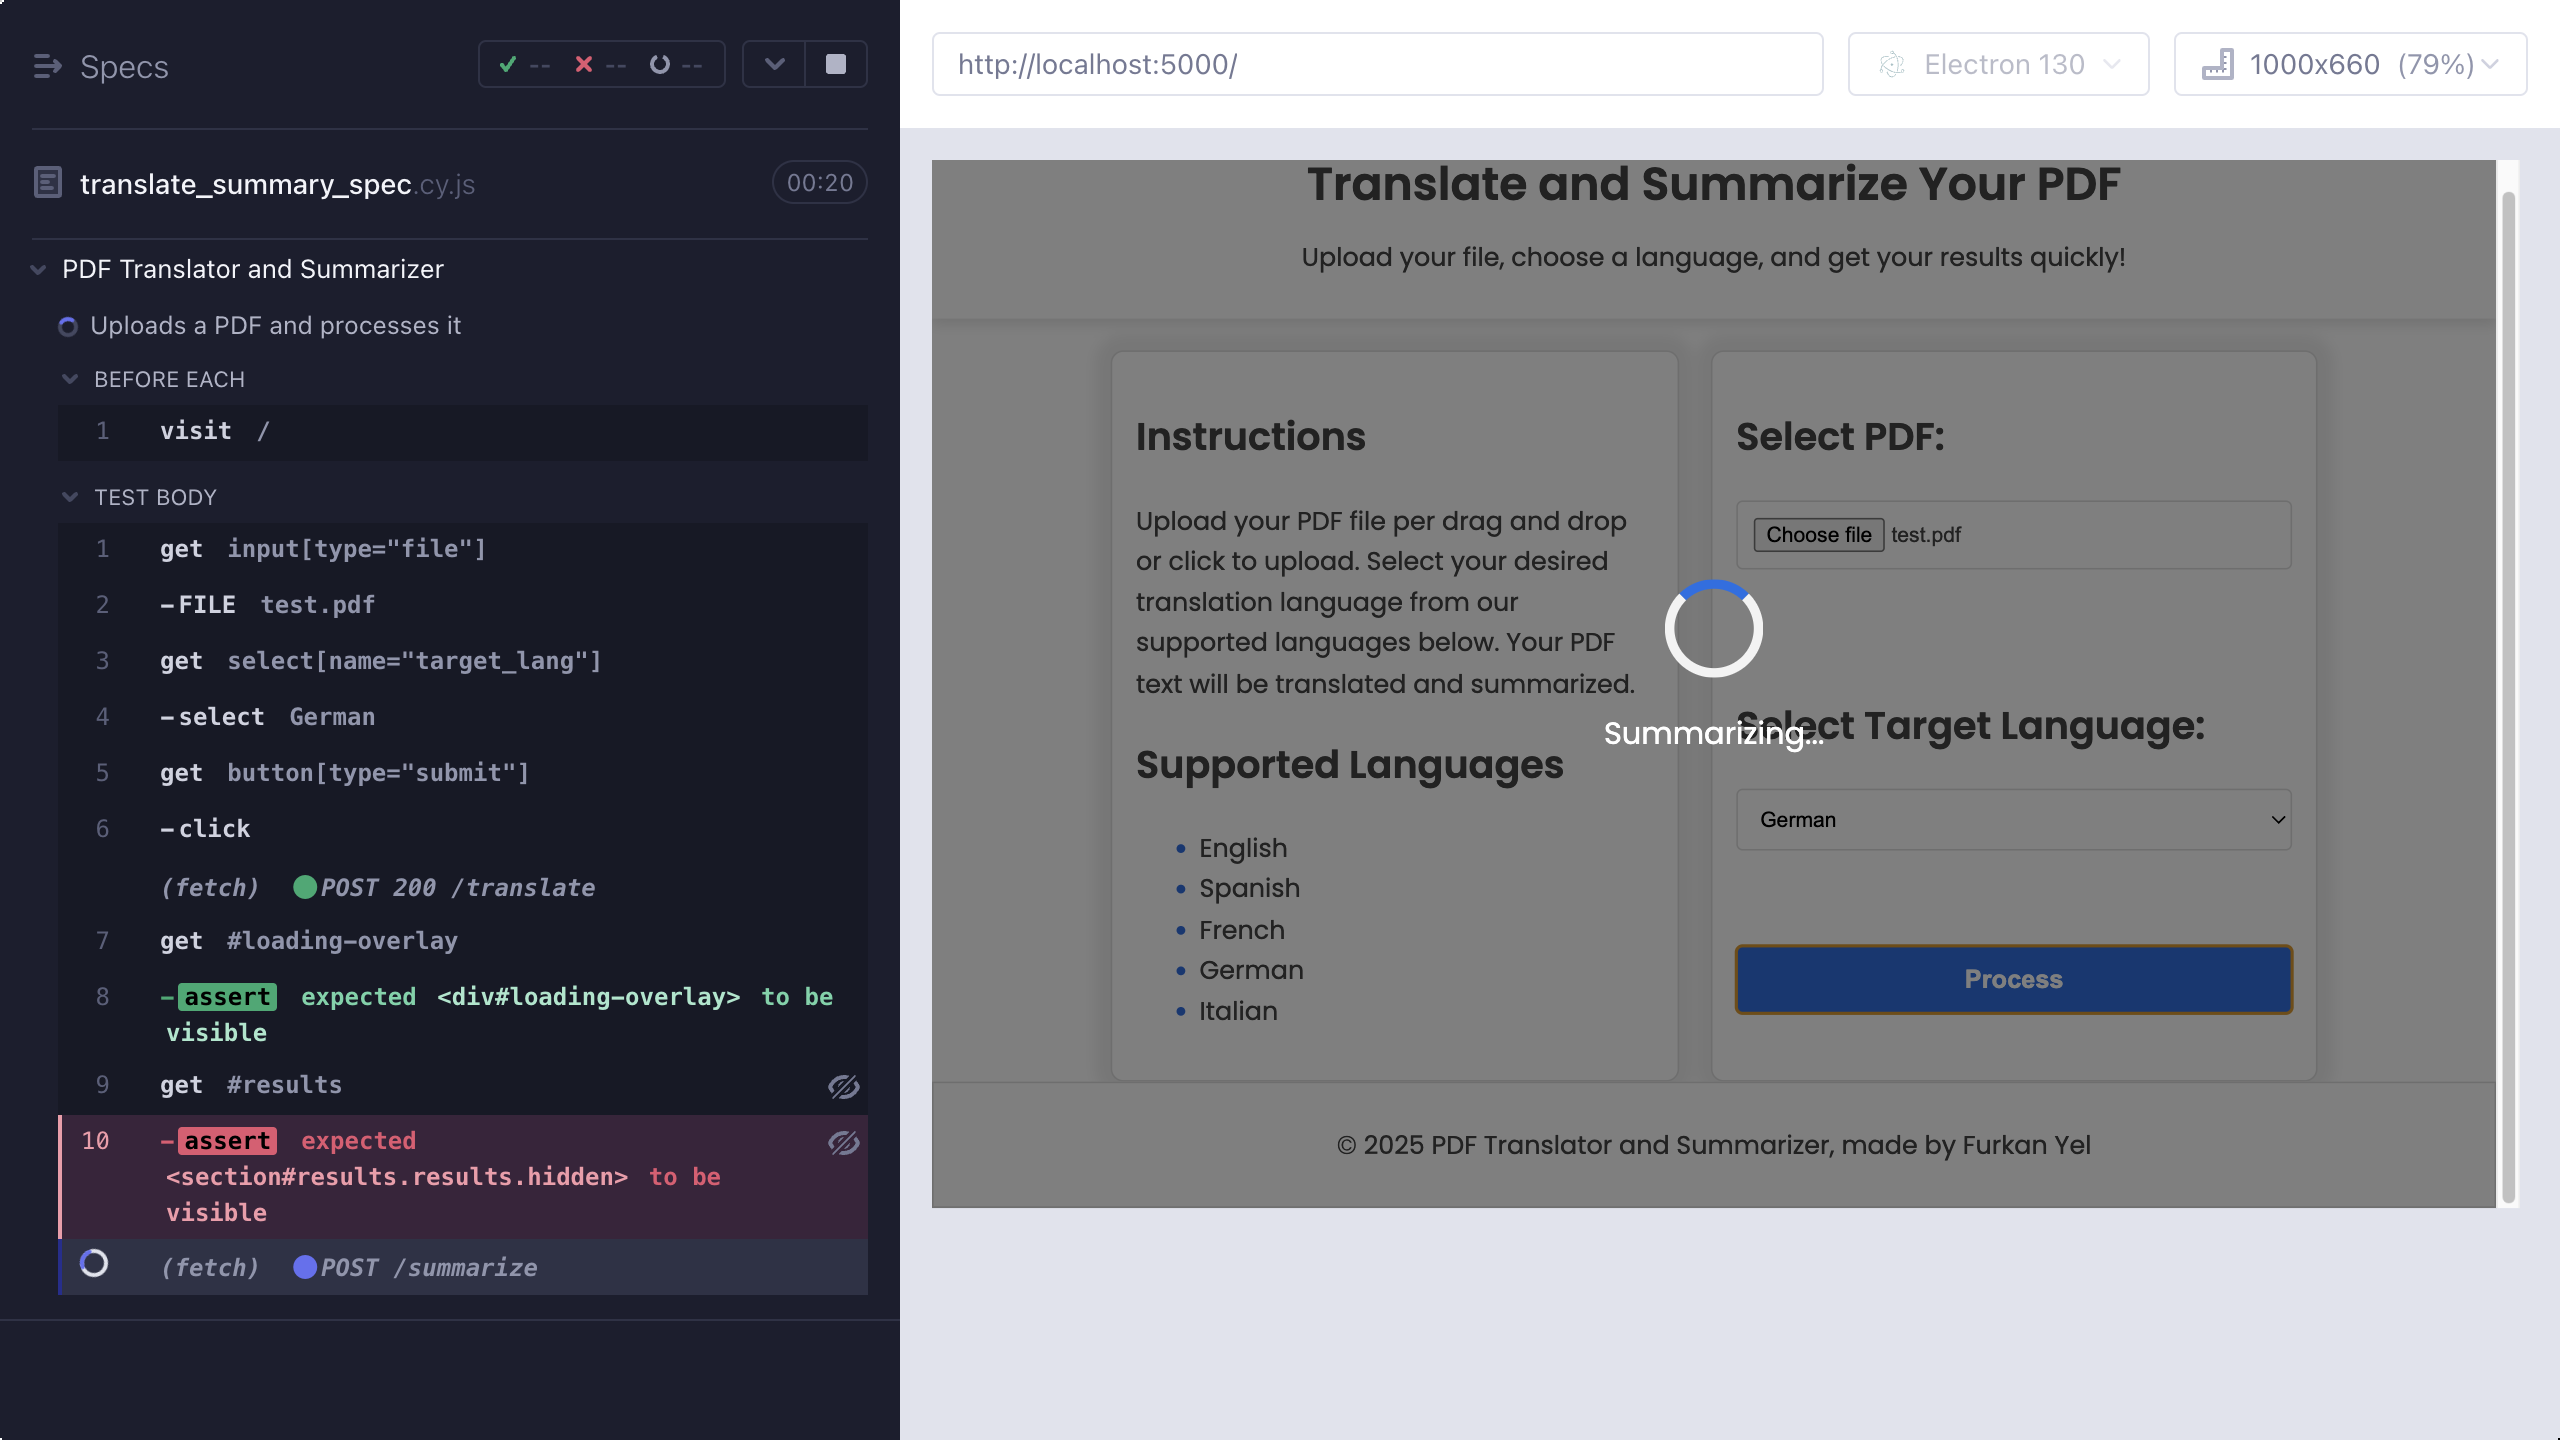 Specs
-- -- --
translate_summary_spec.cy.js
00:20
PDF Translator and Summarizer
Uploads a PDF and processes it
BEFORE EACH
1 visit /
TEST BODY
1 get input[type="file"]
2 -FILE test.pdf
3 get select[name="target_lang"]
4 -select German
5 get button[type="submit"]
6 -click
(fetch) POST 200 /translate
7 get #loading-overlay
8 -assert expected <div#loading-overlay> to be
visible
9 get #results
10 -assert expected
<section#results.results.hidden> to be
visible
(fetch) POST /summarize
http://localhost:5000/
Electron 130
1000x660 (79%)
Translate and Summarize Your PDF
Upload your file, choose a language, and get your results quickly!
Instructions
Upload your PDF file per drag and drop
or click to upload. Select your desired
translation language from our
supported languages below. Your PDF
text will be translated and summarized.
Supported Languages
• English
• Spanish
• French
• German
• Italian
Select PDF:
Choose file test.pdf
Summarizing...
Select Target Language:
German
Process
© 2025 PDF Translator and Summarizer, made by Furkan Yel